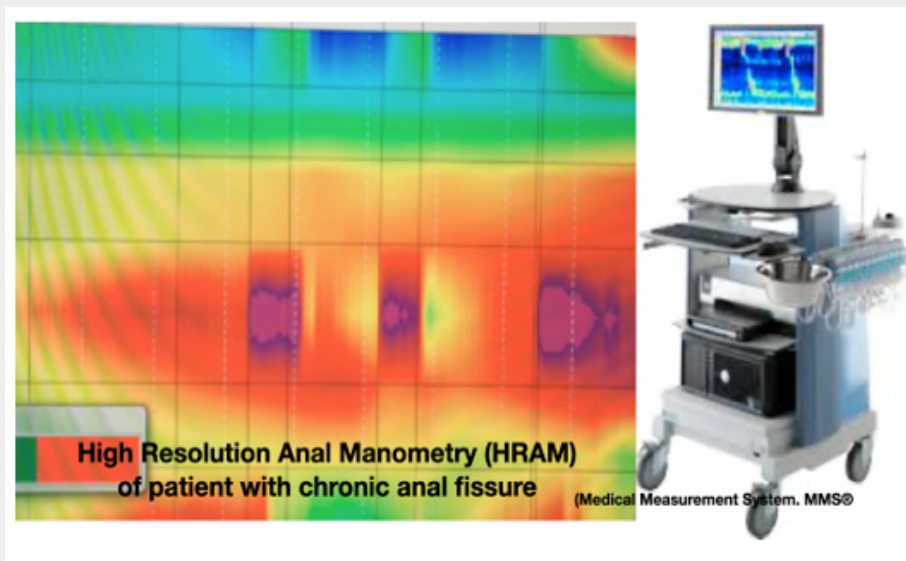 High Resolution Anal Manometry (HRAM)
of patient with chronic anal fissure
(Medical Measurement System. MMS®